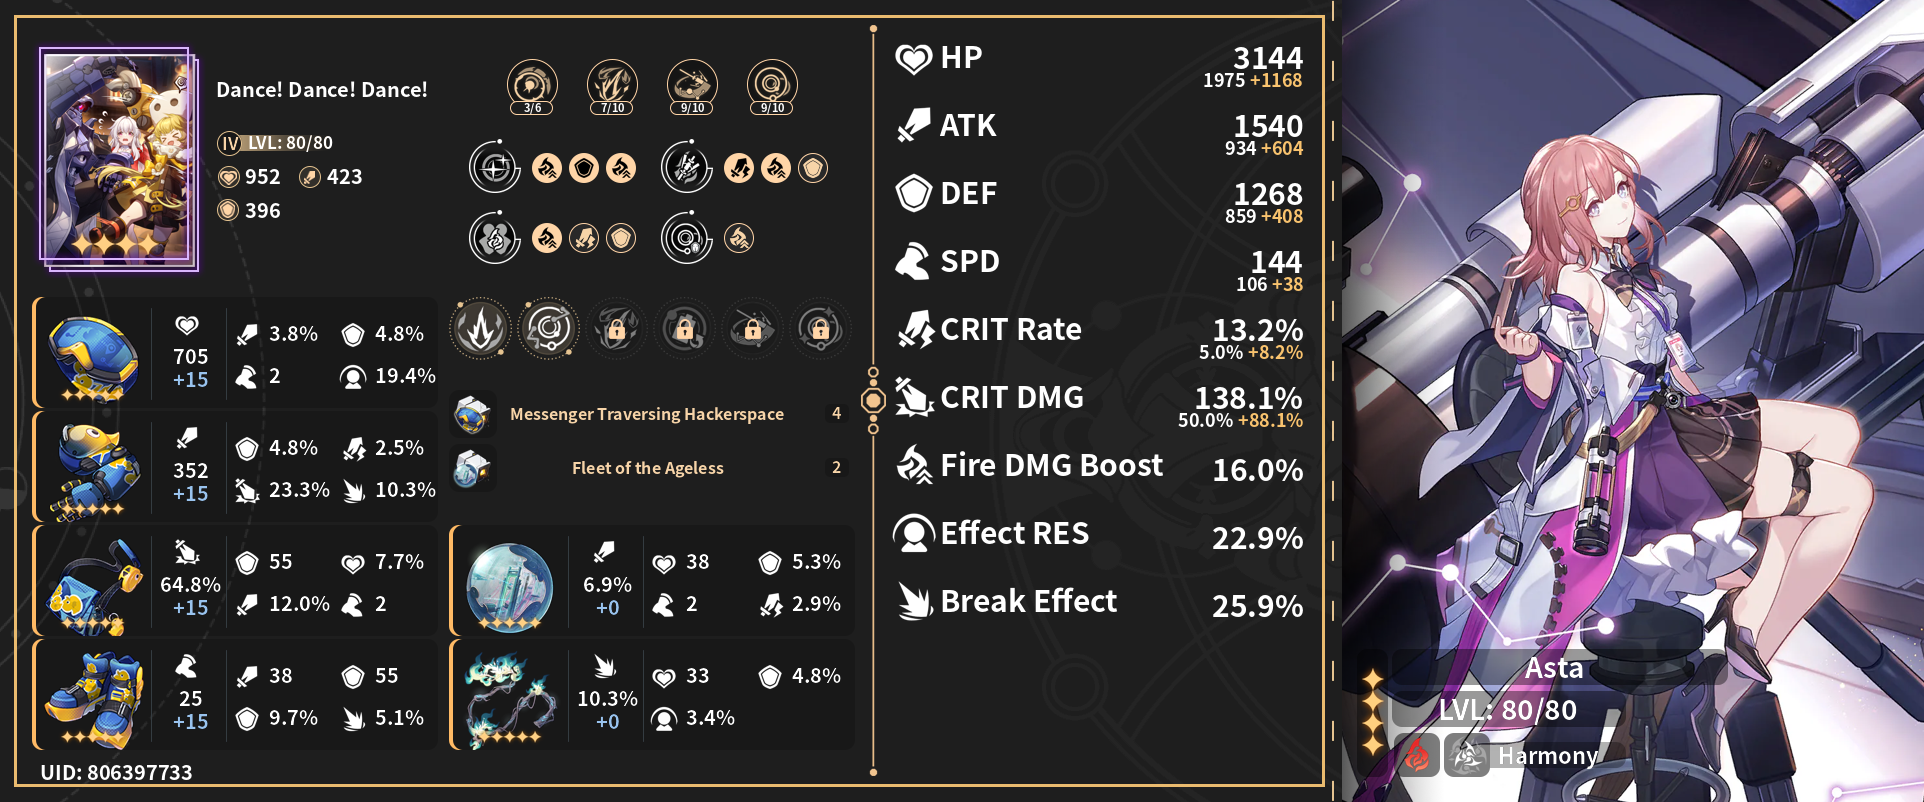 Dance! Dance! Dance!
IV LVL: 80/80
952 423
396
3/6 7/10 9/10 9/10
705
+15
3.8% 4.8%
2 19.4%
352
+15
4.8% 2.5%
23.3% 10.3%
64.8%
+15
55 7.7%
12.0% 2
25
+15
38 55
9.7% 5.1%
UID: 806397733
Messenger Traversing Hackerspace 4
Fleet of the Ageless 2
6.9%
+0
38 5.3%
2 2.9%
10.3%
+0
33 4.8%
3.4%
HP 3144
1975 +1168
ATK 1540
934 +604
DEF 1268
859 +408
SPD 144
106 +38
CRIT Rate 13.2%
5.0% +8.2%
CRIT DMG 138.1%
50.0% +88.1%
Fire DMG Boost 16.0%
Effect RES 22.9%
Break Effect 25.9%
Asta
LVL: 80/80
Harmony